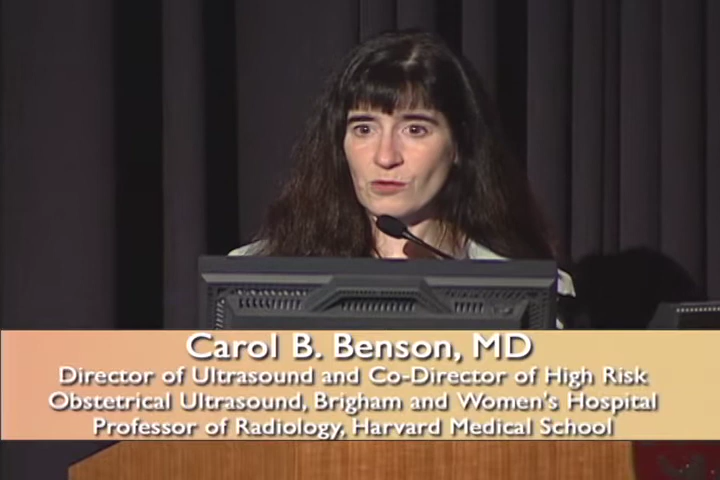 Carol B. Benson, MD
Director of Ultrasound and Co-Director of High Risk
Obstetrical Ultrasound, Brigham and Women's Hospital
Professor of Radiology, Harvard Medical School